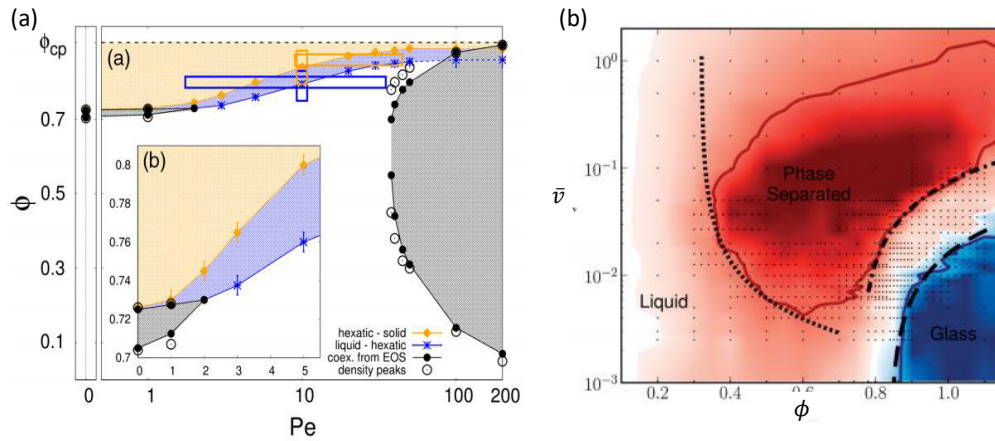 (a)
ϕcp
(a)
0.7
0.5
0.3
0.1
ϕ
(b)
0.8
0.78
0.76
0.74
0.72
0.7
0 1 2 3 4 5
hexatic - solid
liquid - hexatic
coex. from EOS
density peaks
0 1 10 100 200
Pe
(b)
10⁰
10⁻¹
10⁻²
10⁻³
v̄
Phase
Separated
Liquid
Glass
0.2 0.4 0.6 0.8 1.0
ϕ